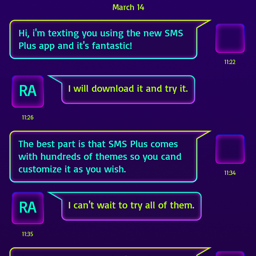 March 14
Hi, i'm texting you using the new SMS
Plus app and it's fantastic!
11:22
RA
I will download it and try it.
11:26
The best part is that SMS Plus comes
with hundreds of themes so you cand
customize it as you wish.
11:34
RA
I can't wait to try all of them.
11:35